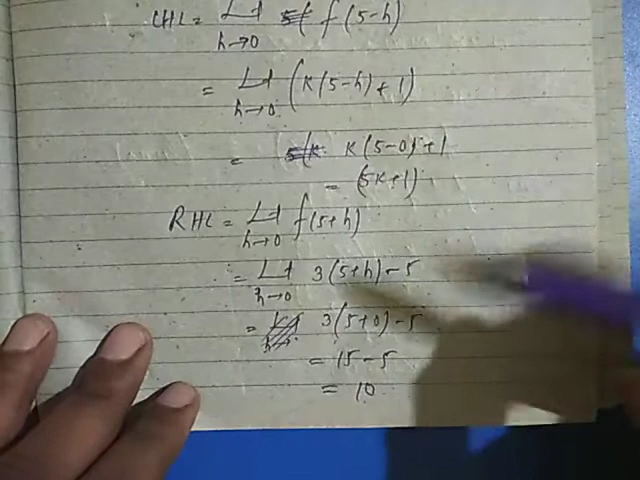 LHL = Lt f(5-h)
h→0
= Lt (K(5-h)+1)
h→0
= K(5-0)+1
= (5K+1)
RHL = Lt f(5+h)
h→0
= Lt 3(5+h)-5
h→0
= 3(5+0)-5
= 15-5
= 10